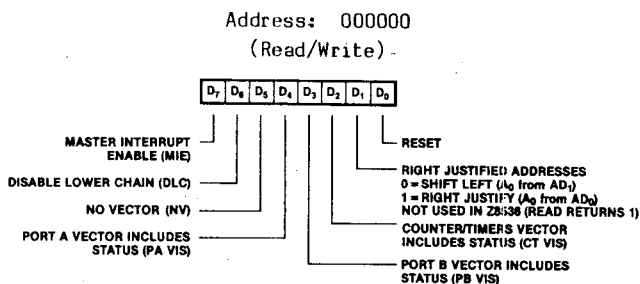 Address: 000000
(Read/Write)
D7 D6 D5 D4 D3 D2 D1 D0
MASTER INTERRUPT
ENABLE (MIE)
DISABLE LOWER CHAIN (DLC)
NO VECTOR (NV)
PORT A VECTOR INCLUDES
STATUS (PA VIS)
RESET
RIGHT JUSTIFIED ADDRESSES
0 = SHIFT LEFT (A0 from AD1)
1 = RIGHT JUSTIFY (A0 from AD0)
NOT USED IN Z8536 (READ RETURNS 1)
COUNTER/TIMERS VECTOR
INCLUDES STATUS (CT VIS)
PORT B VECTOR INCLUDES
STATUS (PB VIS)